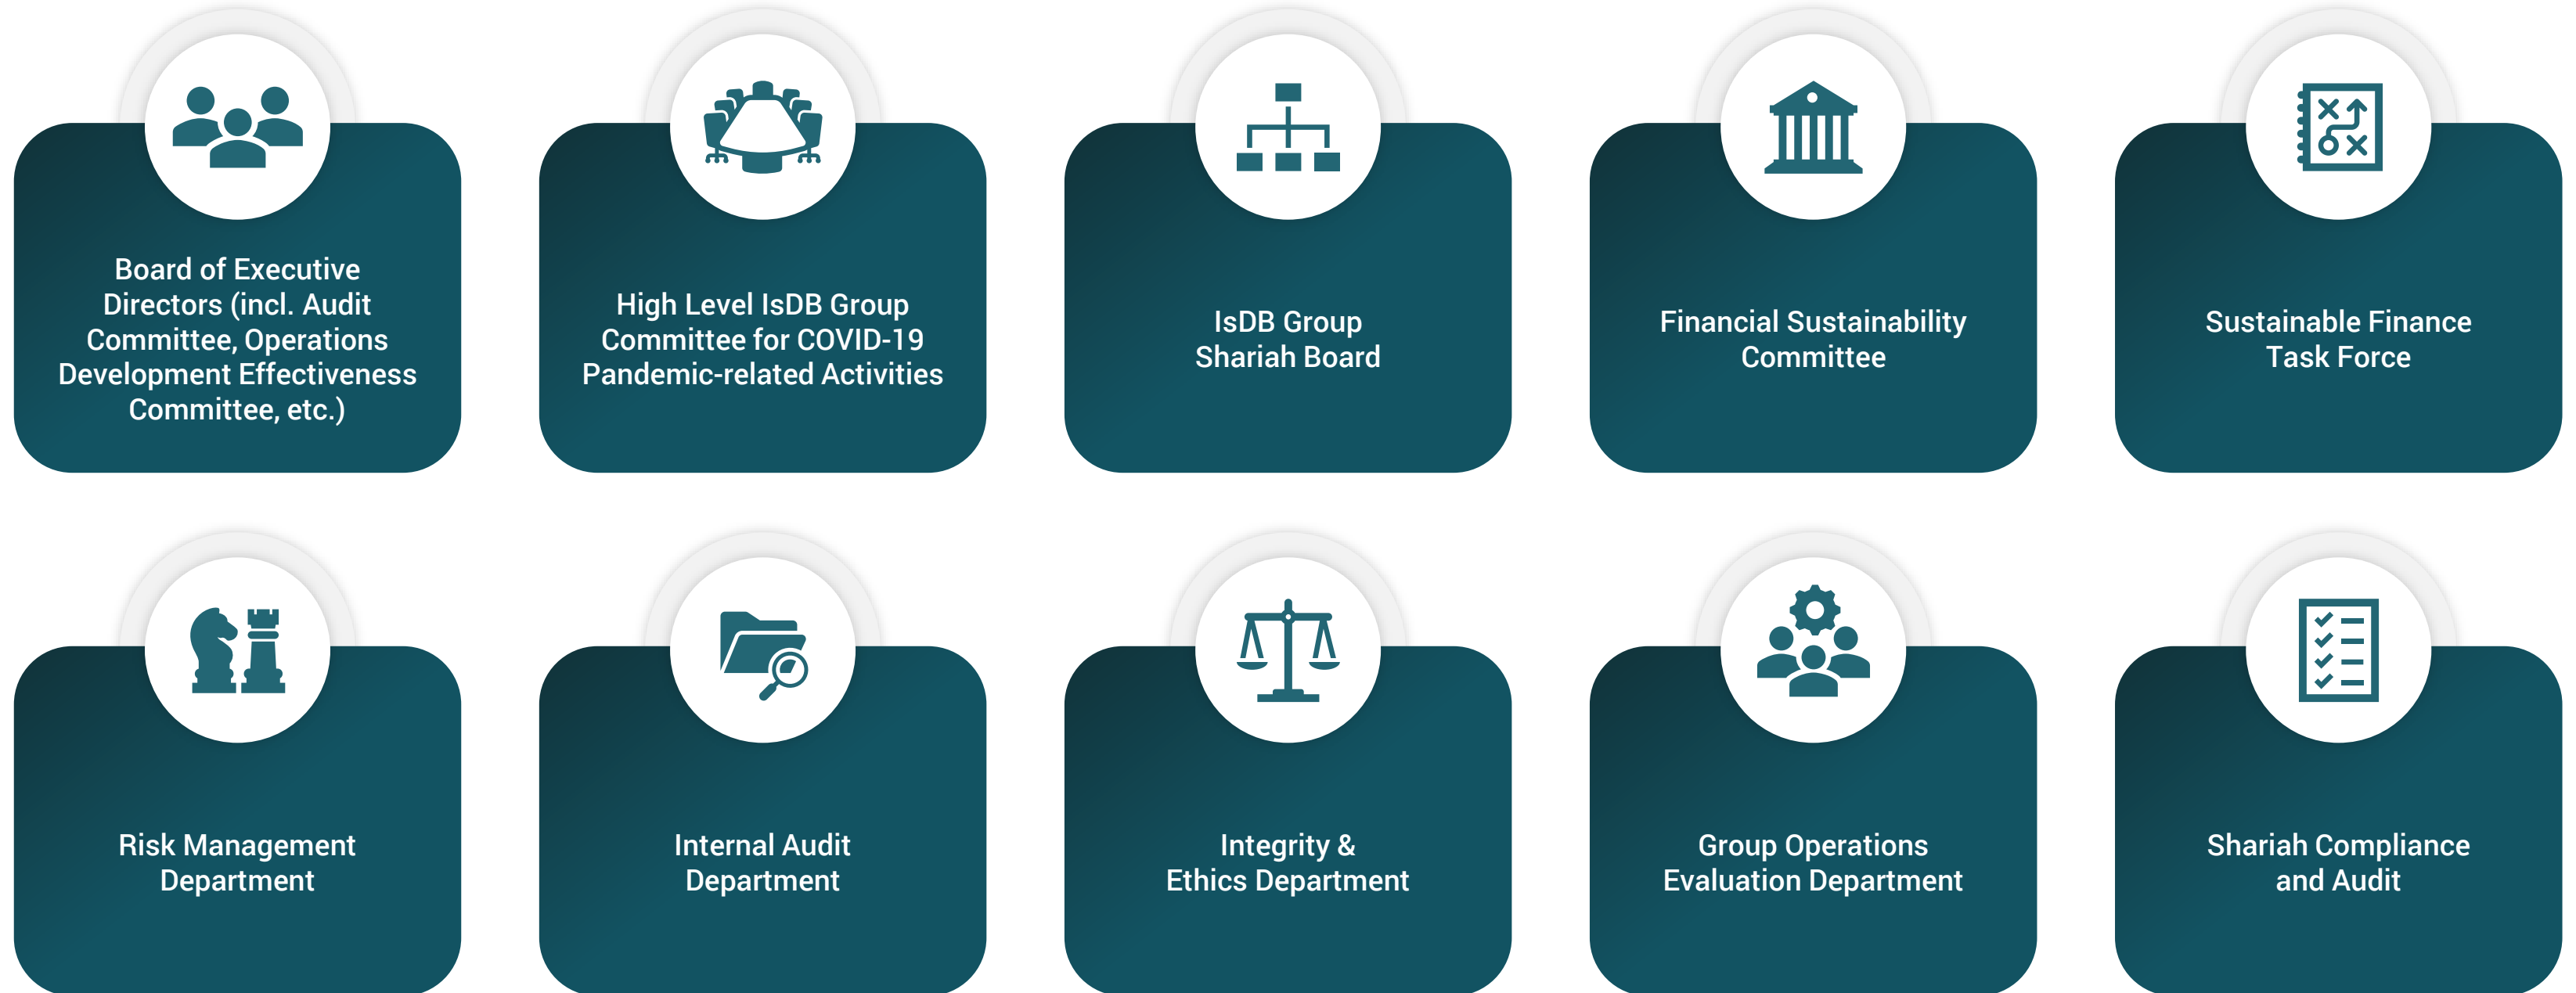 Board of Executive
Directors (incl. Audit
Committee, Operations
Development Effectiveness
Committee, etc.)
High Level IsDB Group
Committee for COVID-19
Pandemic-related Activities
IsDB Group
Shariah Board
Financial Sustainability
Committee
Sustainable Finance
Task Force
Risk Management
Department
Internal Audit
Department
Integrity &
Ethics Department
Group Operations
Evaluation Department
Shariah Compliance
and Audit